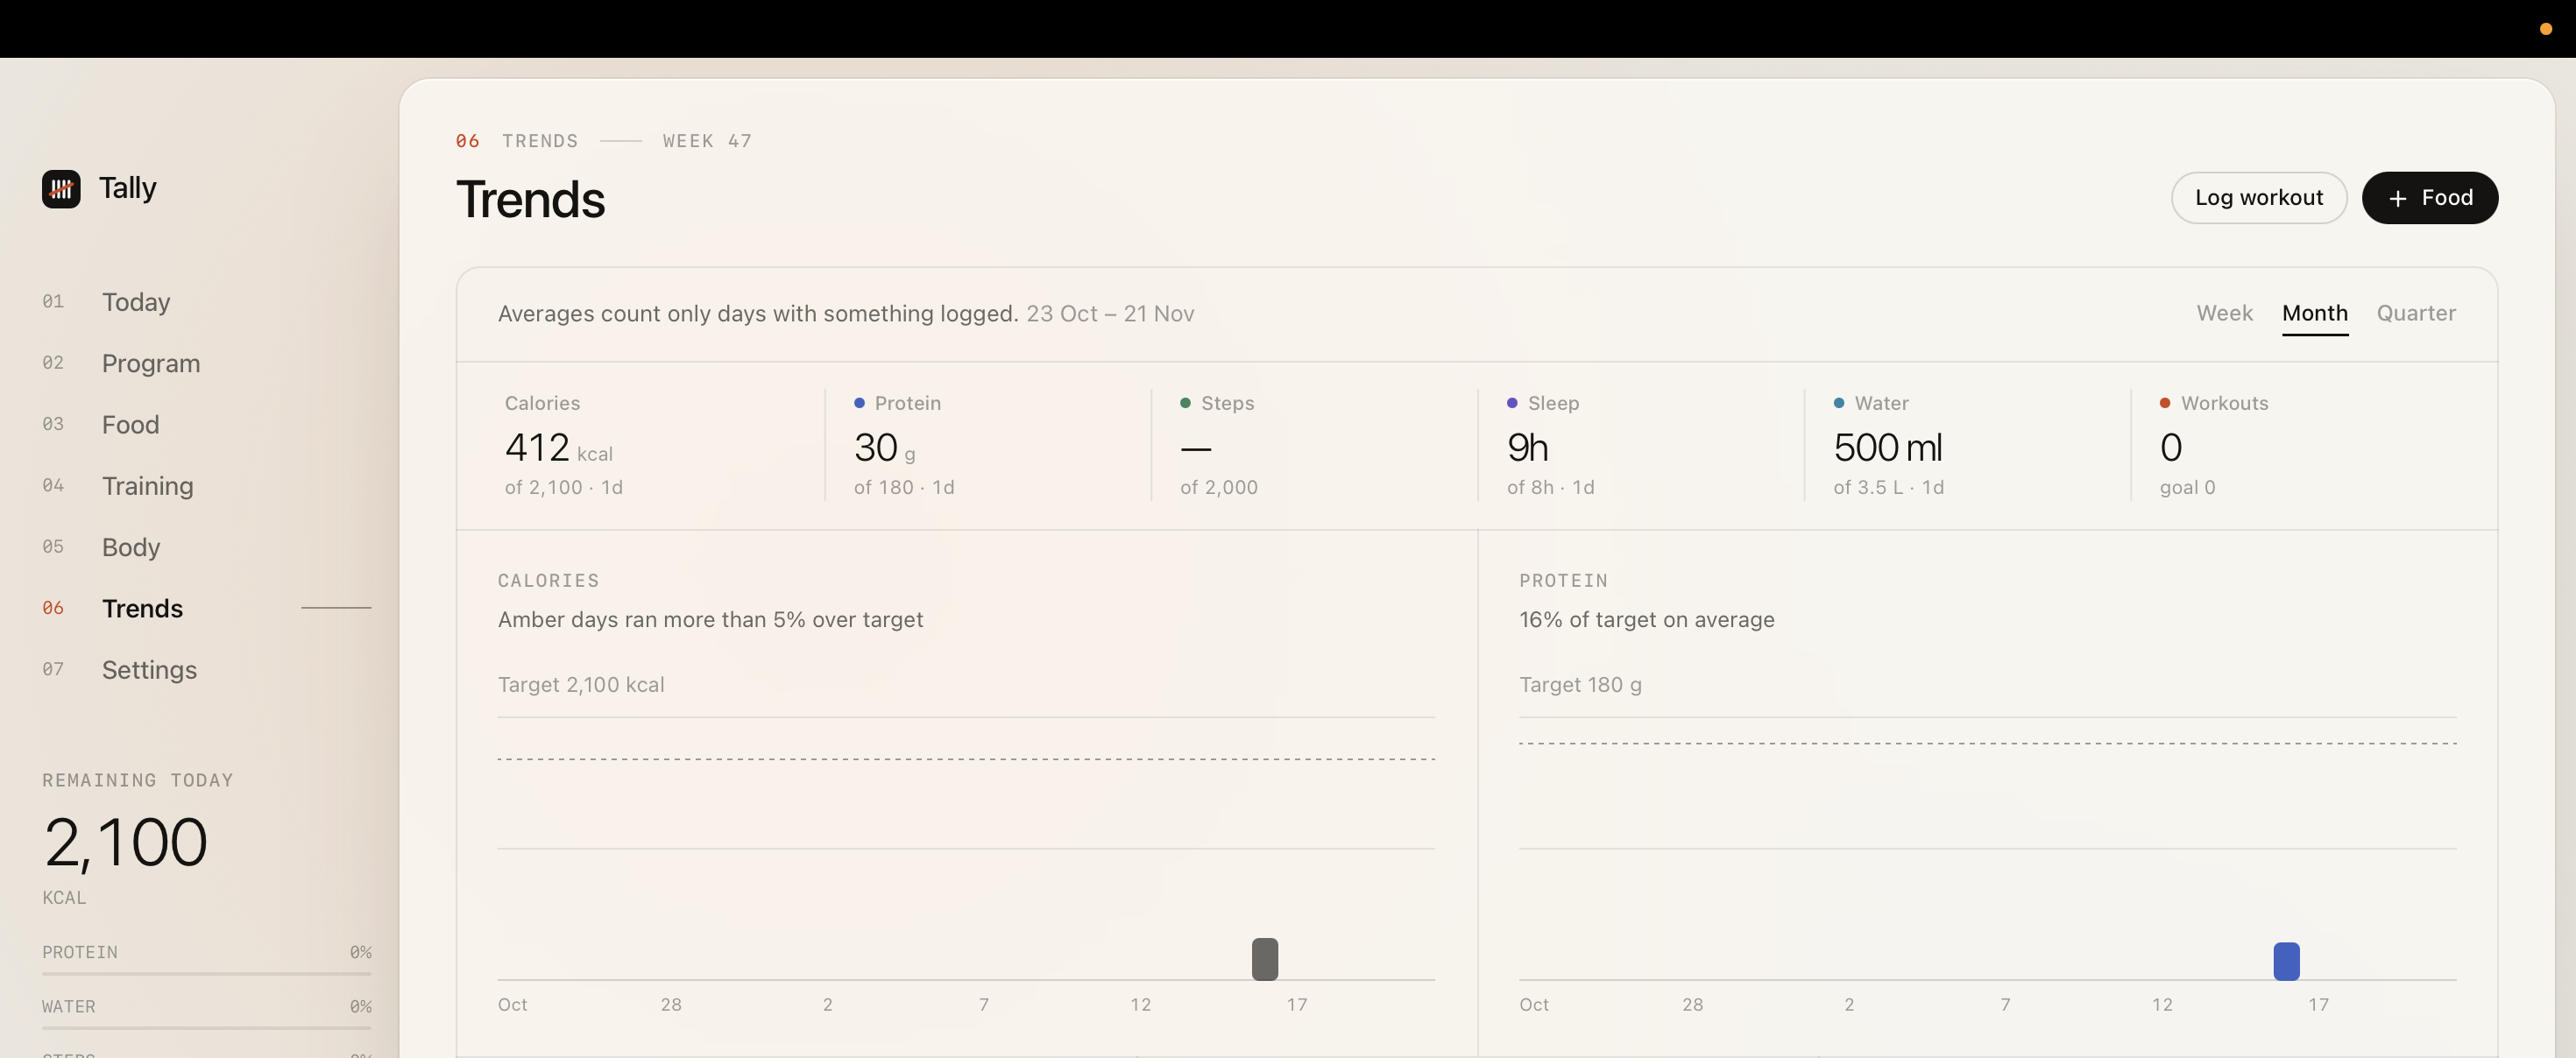 06 TRENDS — WEEK 47
Tally
Trends
Log workout
+ Food
01 Today
02 Program
03 Food
04 Training
05 Body
06 Trends
07 Settings
REMAINING TODAY
2,100
KCAL
PROTEIN 0%
WATER 0%
Averages count only days with something logged. 23 Oct – 21 Nov
Week Month Quarter
Calories
412 kcal
of 2,100 · 1d
Protein
30 g
of 180 · 1d
Steps
—
of 2,000
Sleep
9h
of 8h · 1d
Water
500 ml
of 3.5 L · 1d
Workouts
0
goal 0
CALORIES
Amber days ran more than 5% over target
Target 2,100 kcal
Oct 28 2 7 12 17
PROTEIN
16% of target on average
Target 180 g
Oct 28 2 7 12 17